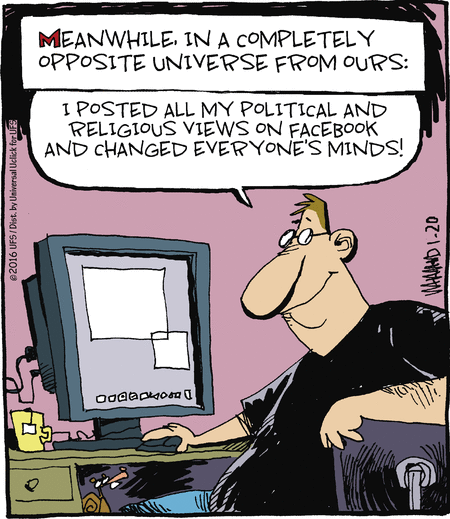 MEANWHILE, IN A COMPLETELY
OPPOSITE UNIVERSE FROM OURS:
I POSTED ALL MY POLITICAL AND
RELIGIOUS VIEWS ON FACEBOOK
AND CHANGED EVERYONE'S MINDS!
©2016 UFS / Dist. by Universal Uclick for UFS
1-20